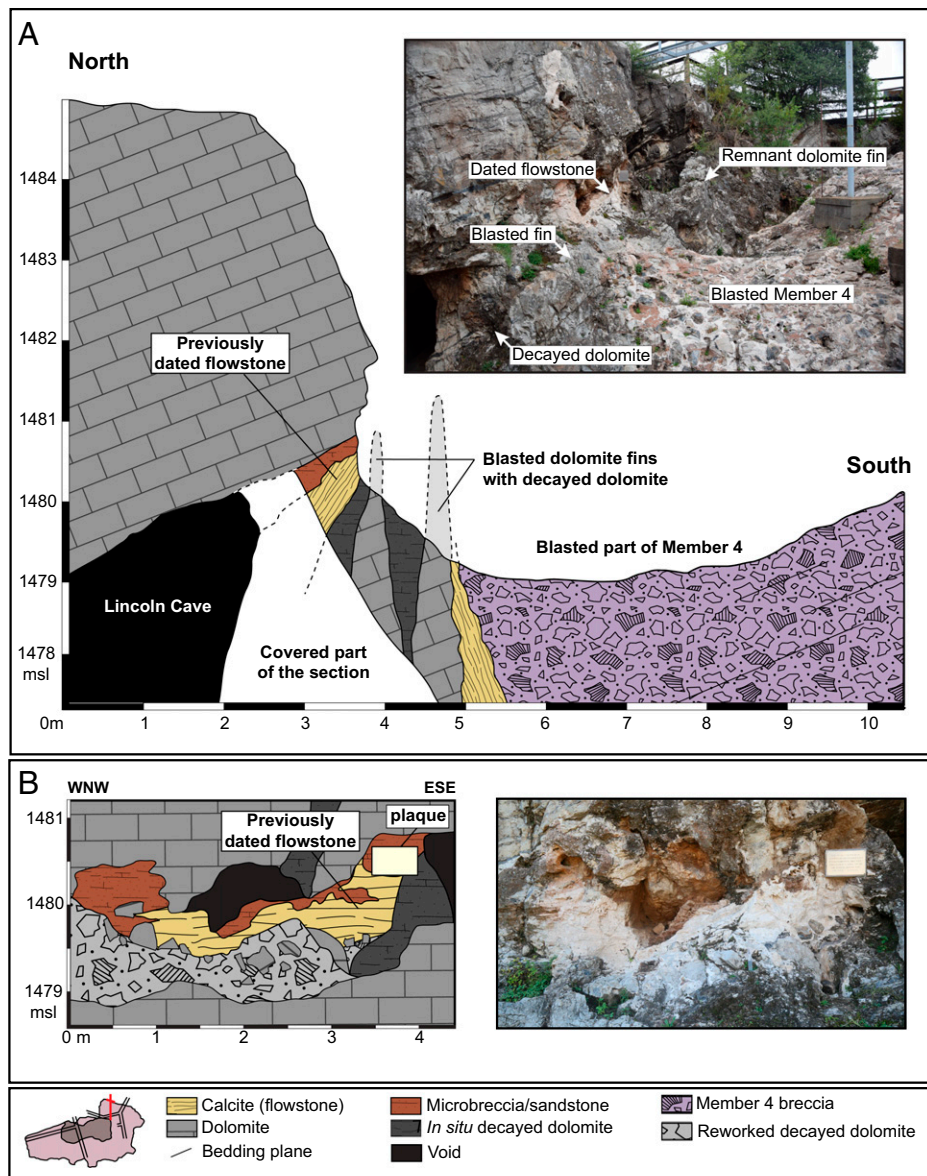 A
North
1484
1483
1482
1481
1480
1479
1478
msl
Previously
dated flowstone
Lincoln Cave
Covered part
of the section
Blasted dolomite fins
with decayed dolomite
South
Blasted part of Member 4
0m 1 2 3 4 5 6 7 8 9 10
Dated flowstone
Remnant dolomite fin
Blasted fin
Blasted Member 4
Decayed dolomite
B
WNW
ESE
1481
1480
1479
msl
Previously
dated flowstone
plaque
0 m 1 2 3 4
Calcite (flowstone)
Dolomite
Bedding plane
Microbreccia/sandstone
In situ decayed dolomite
Void
Member 4 breccia
Reworked decayed dolomite